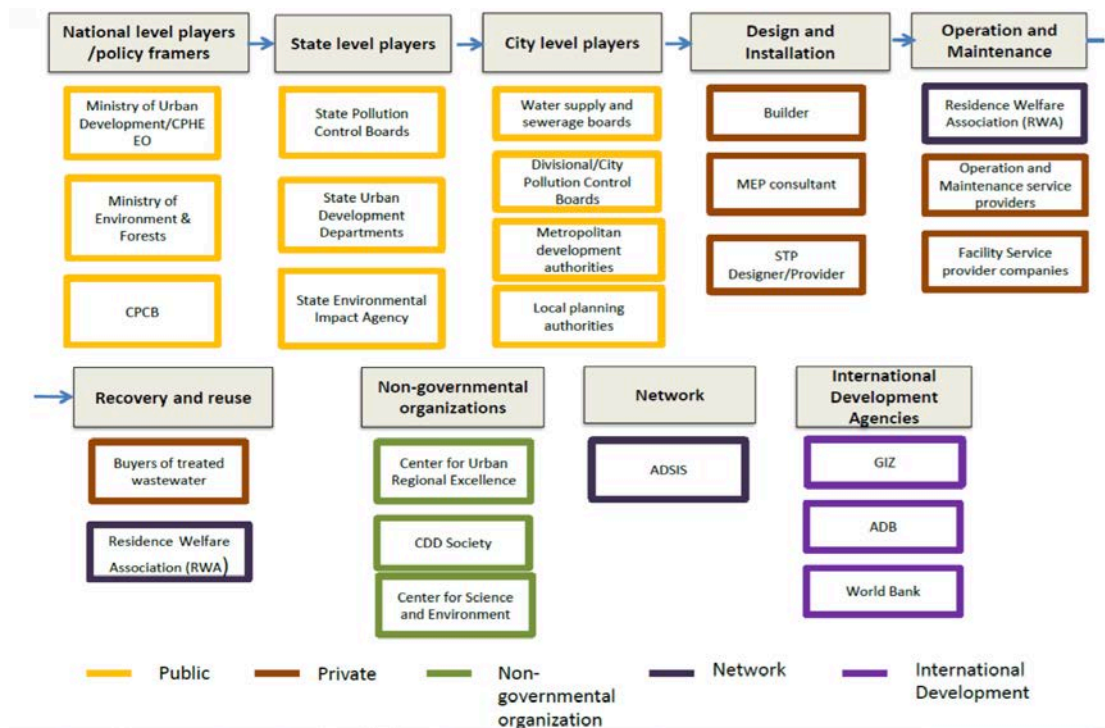 National level players
/policy framers
State level players
City level players
Design and
Installation
Operation and
Maintenance
Ministry of Urban
Development/CPHE
EO
Ministry of
Environment &
Forests
CPCB
State Pollution
Control Boards
State Urban
Development
Departments
State Environmental
Impact Agency
Water supply and
sewerage boards
Divisional/City
Pollution Control
Boards
Metropolitan
development
authorities
Local planning
authorities
Builder
MEP consultant
STP
Designer/Provider
Residence Welfare
Association (RWA)
Operation and
Maintenance service
providers
Facility Service
provider companies
Recovery and reuse
Non-governmental
organizations
Network
International
Development
Agencies
Buyers of treated
wastewater
Residence Welfare
Association (RWA)
Center for Urban
Regional Excellence
CDD Society
Center for Science
and Environment
ADSIS
GIZ
ADB
World Bank
Public
Private
Non-
governmental
organization
Network
International
Development